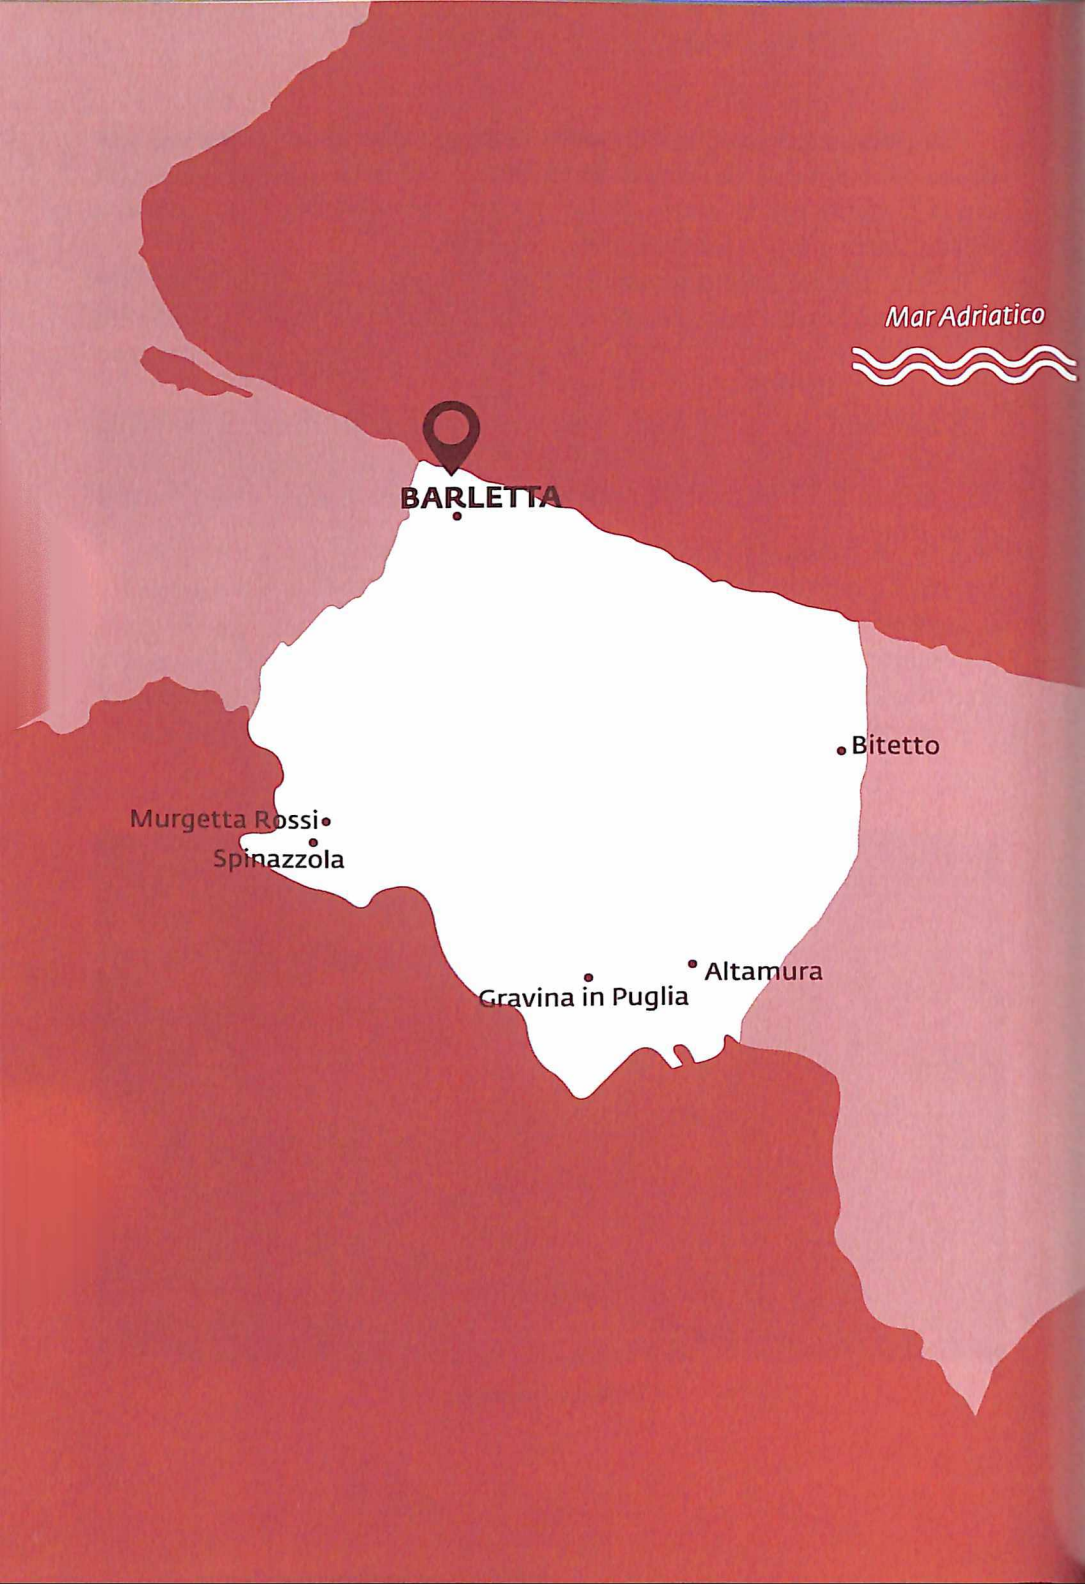 Mar Adriatico
BARLETTA
Bitetto
Murgetta Rossi
Spinazzola
Altamura
Gravina in Puglia